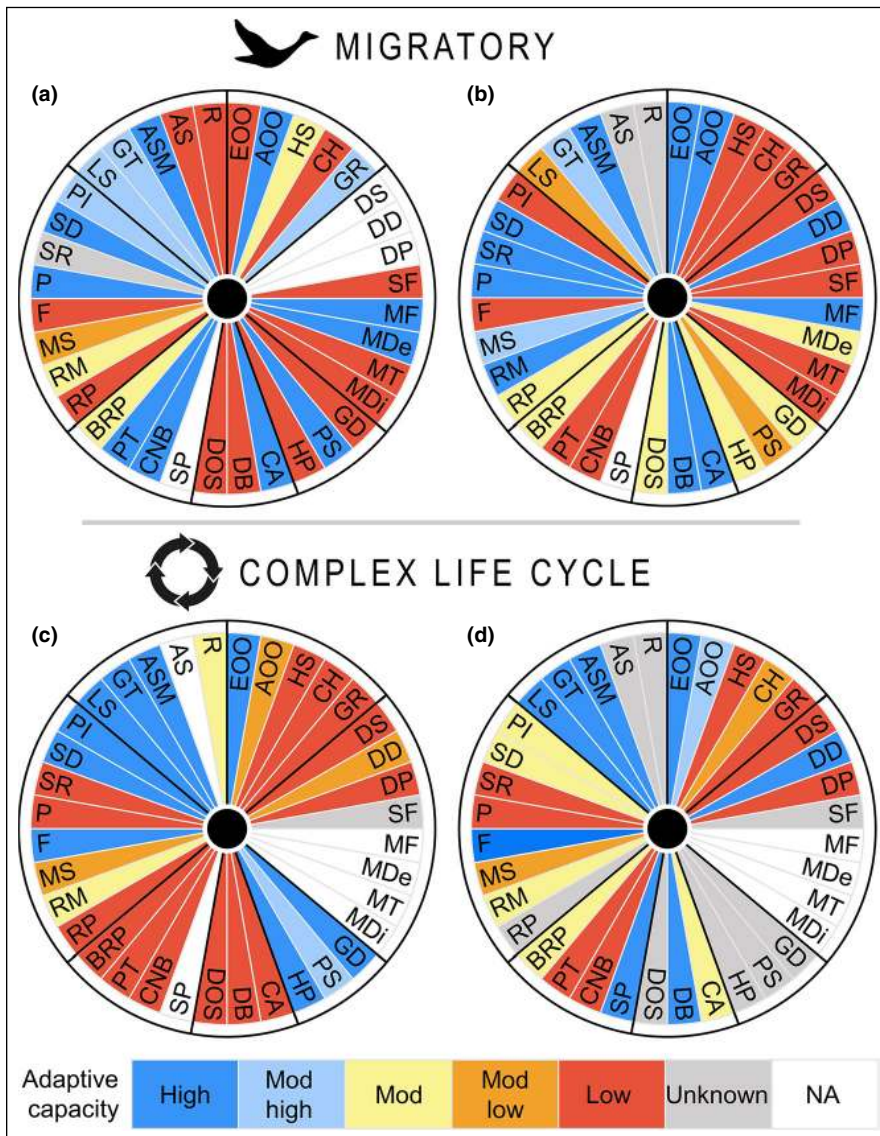 MIGRATORY
(a)
(b)
EOO
AOO
HS
CH
GR
DS
DD
DP
SF
MF
MDe
MT
MDi
GD
PS
HP
CA
DB
DOS
SP
CNB
PT
BRP
RP
RM
MS
F
P
SR
SD
PI
LS
GT
ASM
AS
R
EOO
AOO
HS
CH
GR
DS
DD
DP
SF
MF
MDe
MT
MDi
GD
PS
HP
CA
DB
DOS
SP
CNB
PT
BRP
RP
RM
MS
F
P
SR
SD
PI
LS
GT
ASM
AS
R
COMPLEX LIFE CYCLE
(c)
(d)
EOO
AOO
HS
CH
GR
DS
DD
DP
SF
MF
MDe
MT
MDi
GD
PS
HP
CA
DB
DOS
SP
CNB
PT
BRP
RP
RM
MS
F
P
SR
SD
PI
LS
GT
ASM
AS
R
EOO
AOO
HS
CH
GR
DS
DD
DP
SF
MF
MDe
MT
MDi
GD
PS
HP
CA
DB
DOS
SP
CNB
PT
BRP
RP
RM
MS
F
P
SR
SD
PI
LS
GT
ASM
AS
R
Adaptive
capacity
High
Mod
high
Mod
Mod
low
Low
Unknown
NA